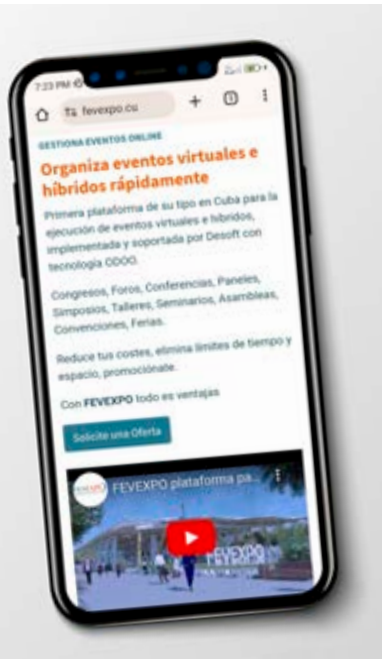 7:23 PM
fevexpo.cu
GESTIONA EVENTOS ONLINE
Organiza eventos virtuales e
híbridos rápidamente
Primera plataforma de su tipo en Cuba para la
ejecución de eventos virtuales e híbridos,
implementada y soportada por Desoft con
tecnología ODOO.
Congresos, Foros, Conferencias, Paneles,
Simposios, Talleres, Seminarios, Asambleas,
Convenciones, Ferias.
Reduce tus costes, elimina límites de tiempo y
espacio, promociónate.
Con FEVEXPO todo es ventajas
Solicite una Oferta
FEVEXPO plataforma pa...
FEVEXPO